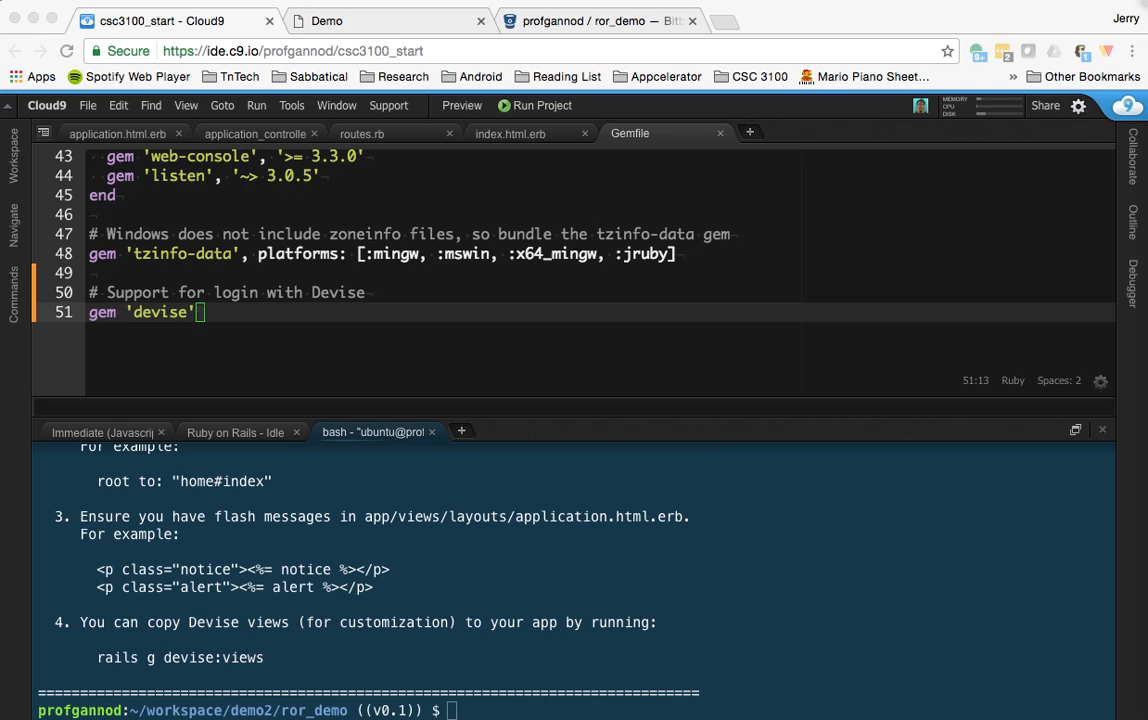 csc3100_start - Cloud9
Demo
profgannod / ror_demo — Bitb
Jerry
Secure https://ide.c9.io/profgannod/csc3100_start
9+
2
1
Apps
Spotify Web Player
TnTech
Sabbatical
Research
Android
Reading List
Appcelerator
CSC 3100
Mario Piano Sheet...
»
Other Bookmarks
Cloud9 File Edit Find View Goto Run Tools Window Support Preview Run Project
MEMORY
CPU
DISK
Share
Workspace
Navigate
Commands
Collaborate
Outline
Debugger
application.html.erb
application_controlle
routes.rb
index.html.erb
Gemfile
43 gem 'web-console', '>= 3.3.0'
44 gem 'listen', '~> 3.0.5'
45 end
46
47 # Windows does not include zoneinfo files, so bundle the tzinfo-data gem
48 gem 'tzinfo-data', platforms: [:mingw, :mswin, :x64_mingw, :jruby]
49
50 # Support for login with Devise
51 gem 'devise'
51:13 Ruby Spaces: 2
Immediate (Javascrip
Ruby on Rails - Idle
bash - "ubuntu@prof
For example:
root to: "home#index"
3. Ensure you have flash messages in app/views/layouts/application.html.erb.
For example:
<p class="notice"><%= notice %></p>
<p class="alert"><%= alert %></p>
4. You can copy Devise views (for customization) to your app by running:
rails g devise:views
===============================================================================
profgannod:~/workspace/demo2/ror_demo ((v0.1)) $